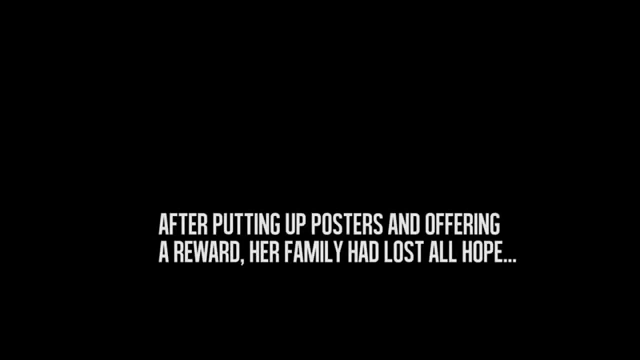 AFTER PUTTING UP POSTERS AND OFFERING
A REWARD, HER FAMILY HAD LOST ALL HOPE...